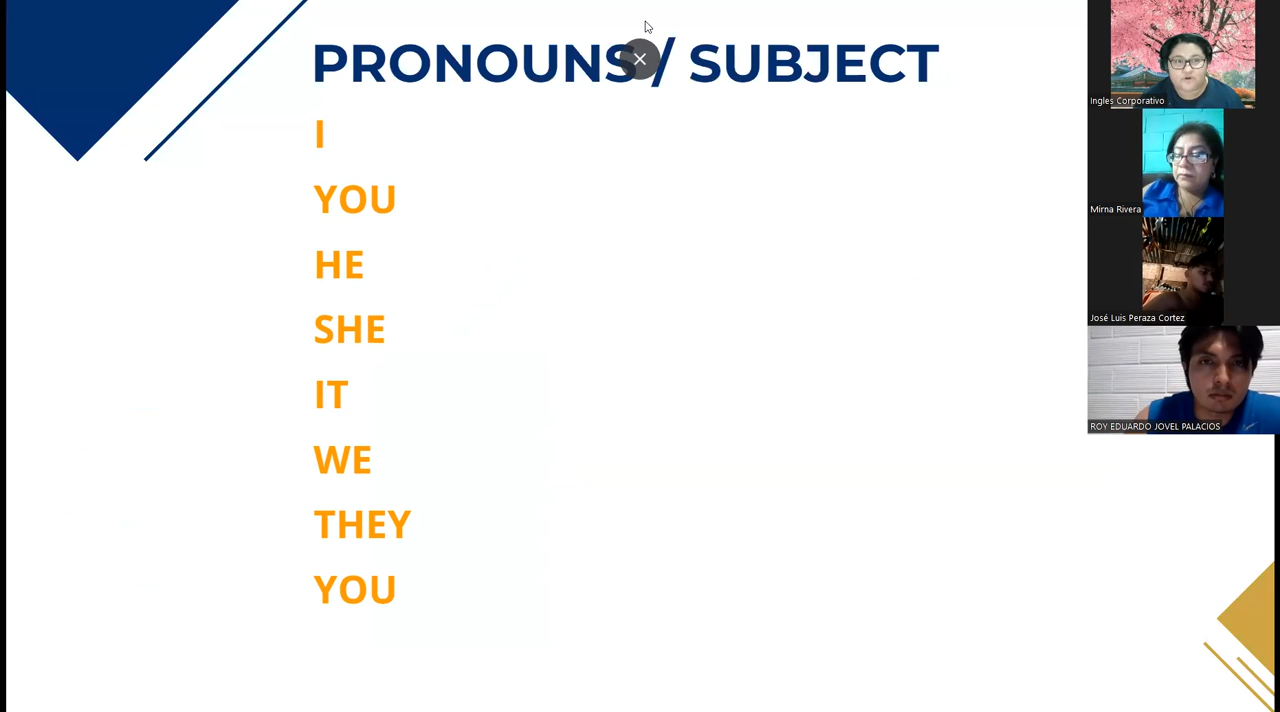 PRONOUNS / SUBJECT
I
YOU
HE
SHE
IT
WE
THEY
YOU
Ingles Corporativo .
Mirna Rivera
José Luis Peraza Cortez
ROY EDUARDO JOVEL PALACIOS